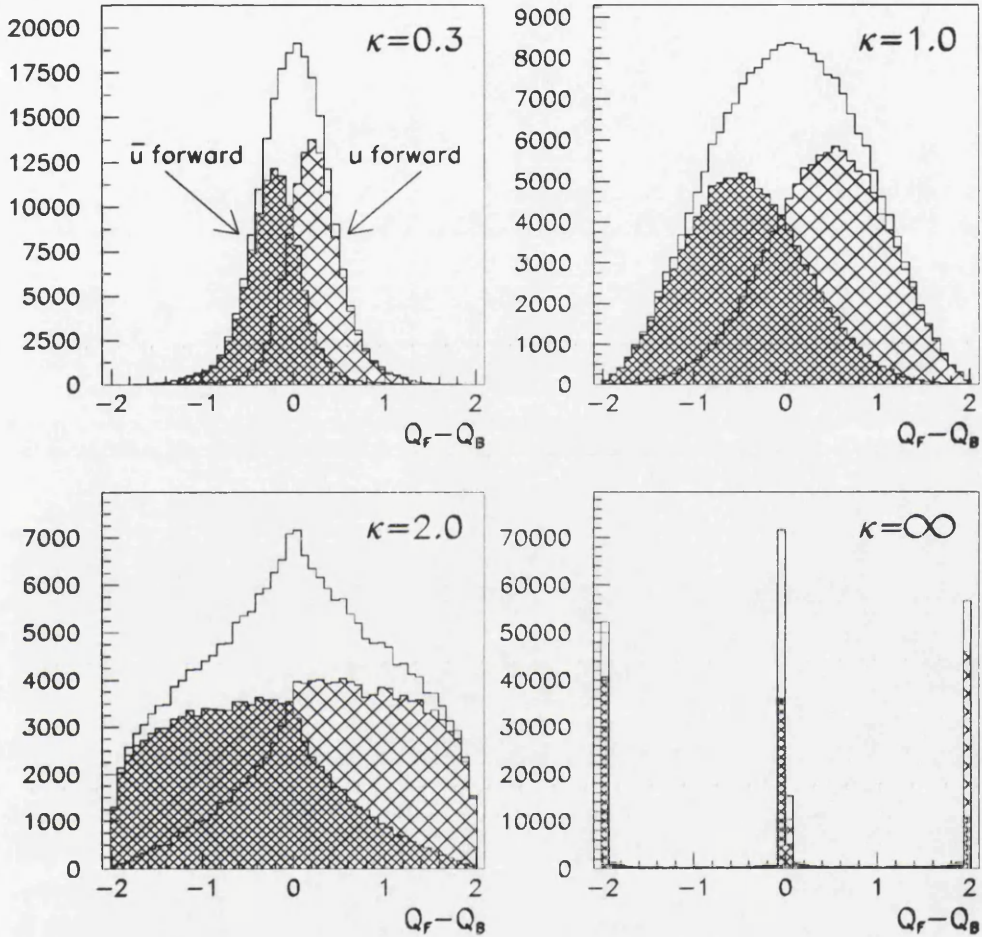 κ=0.3
20000
17500
15000
12500
10000
7500
5000
2500
0
ū forward
u forward
−2 −1 0 1 2
Q_F−Q_B
κ=1.0
9000
8000
7000
6000
5000
4000
3000
2000
1000
0
−2 −1 0 1 2
Q_F−Q_B
κ=2.0
7000
6000
5000
4000
3000
2000
1000
0
−2 −1 0 1 2
Q_F−Q_B
κ=∞
70000
60000
50000
40000
30000
20000
10000
0
−2 −1 0 1 2
Q_F−Q_B